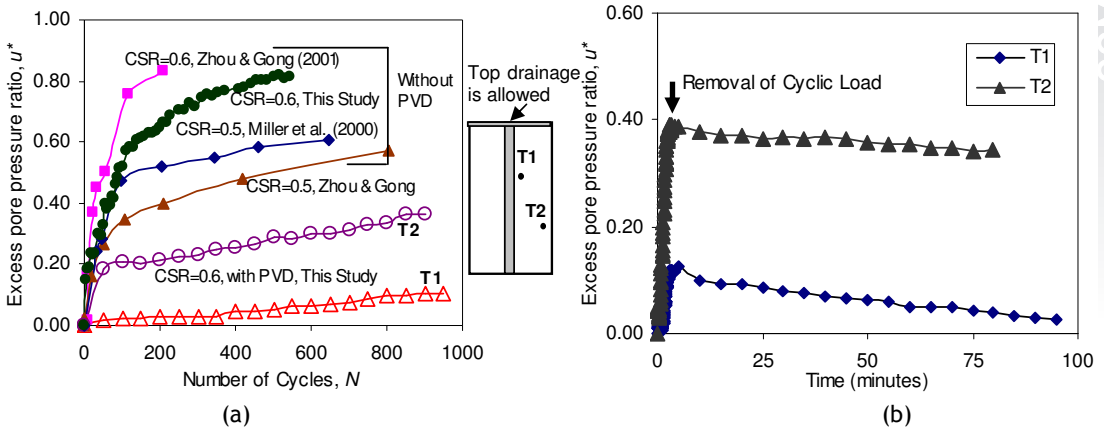 Excess pore pressure ratio, u*
1.00
0.80
0.60
0.40
0.20
0.00
0
200
400
600
800
1000
Number of Cycles, N
CSR=0.6, Zhou & Gong (2001)
CSR=0.6, This Study
CSR=0.5, Miller et al. (2000)
CSR=0.5, Zhou & Gong
CSR=0.6, with PVD, This Study
T2
T1
Without
PVD
Top drainage
is allowed
T1
T2
(a)
Excess pore pressure ratio, u*
0.60
0.40
0.20
0.00
0
25
50
75
100
Time (minutes)
Removal of Cyclic Load
T1
T2
(b)